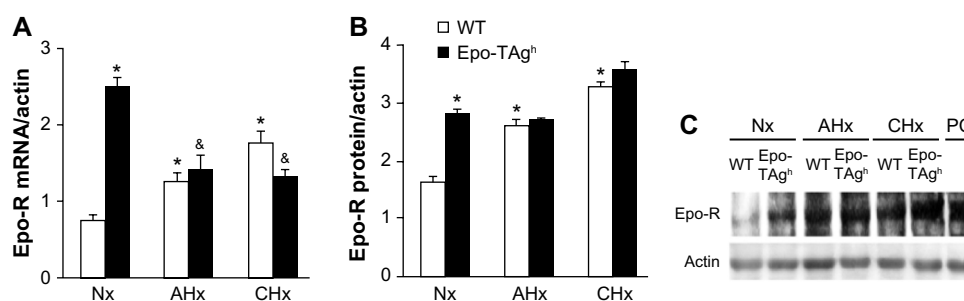 A
Epo-R mRNA/actin
3
2
1
0
*
*
&
*
&
Nx AHx CHx
B
WT
Epo-TAgʰ
Epo-R protein/actin
4
3
2
1
0
*
*
*
Nx AHx CHx
C
Nx AHx CHx
WT Epo-TAgʰ WT Epo-TAgʰ WT Epo-TAgʰ
Epo-R
Actin